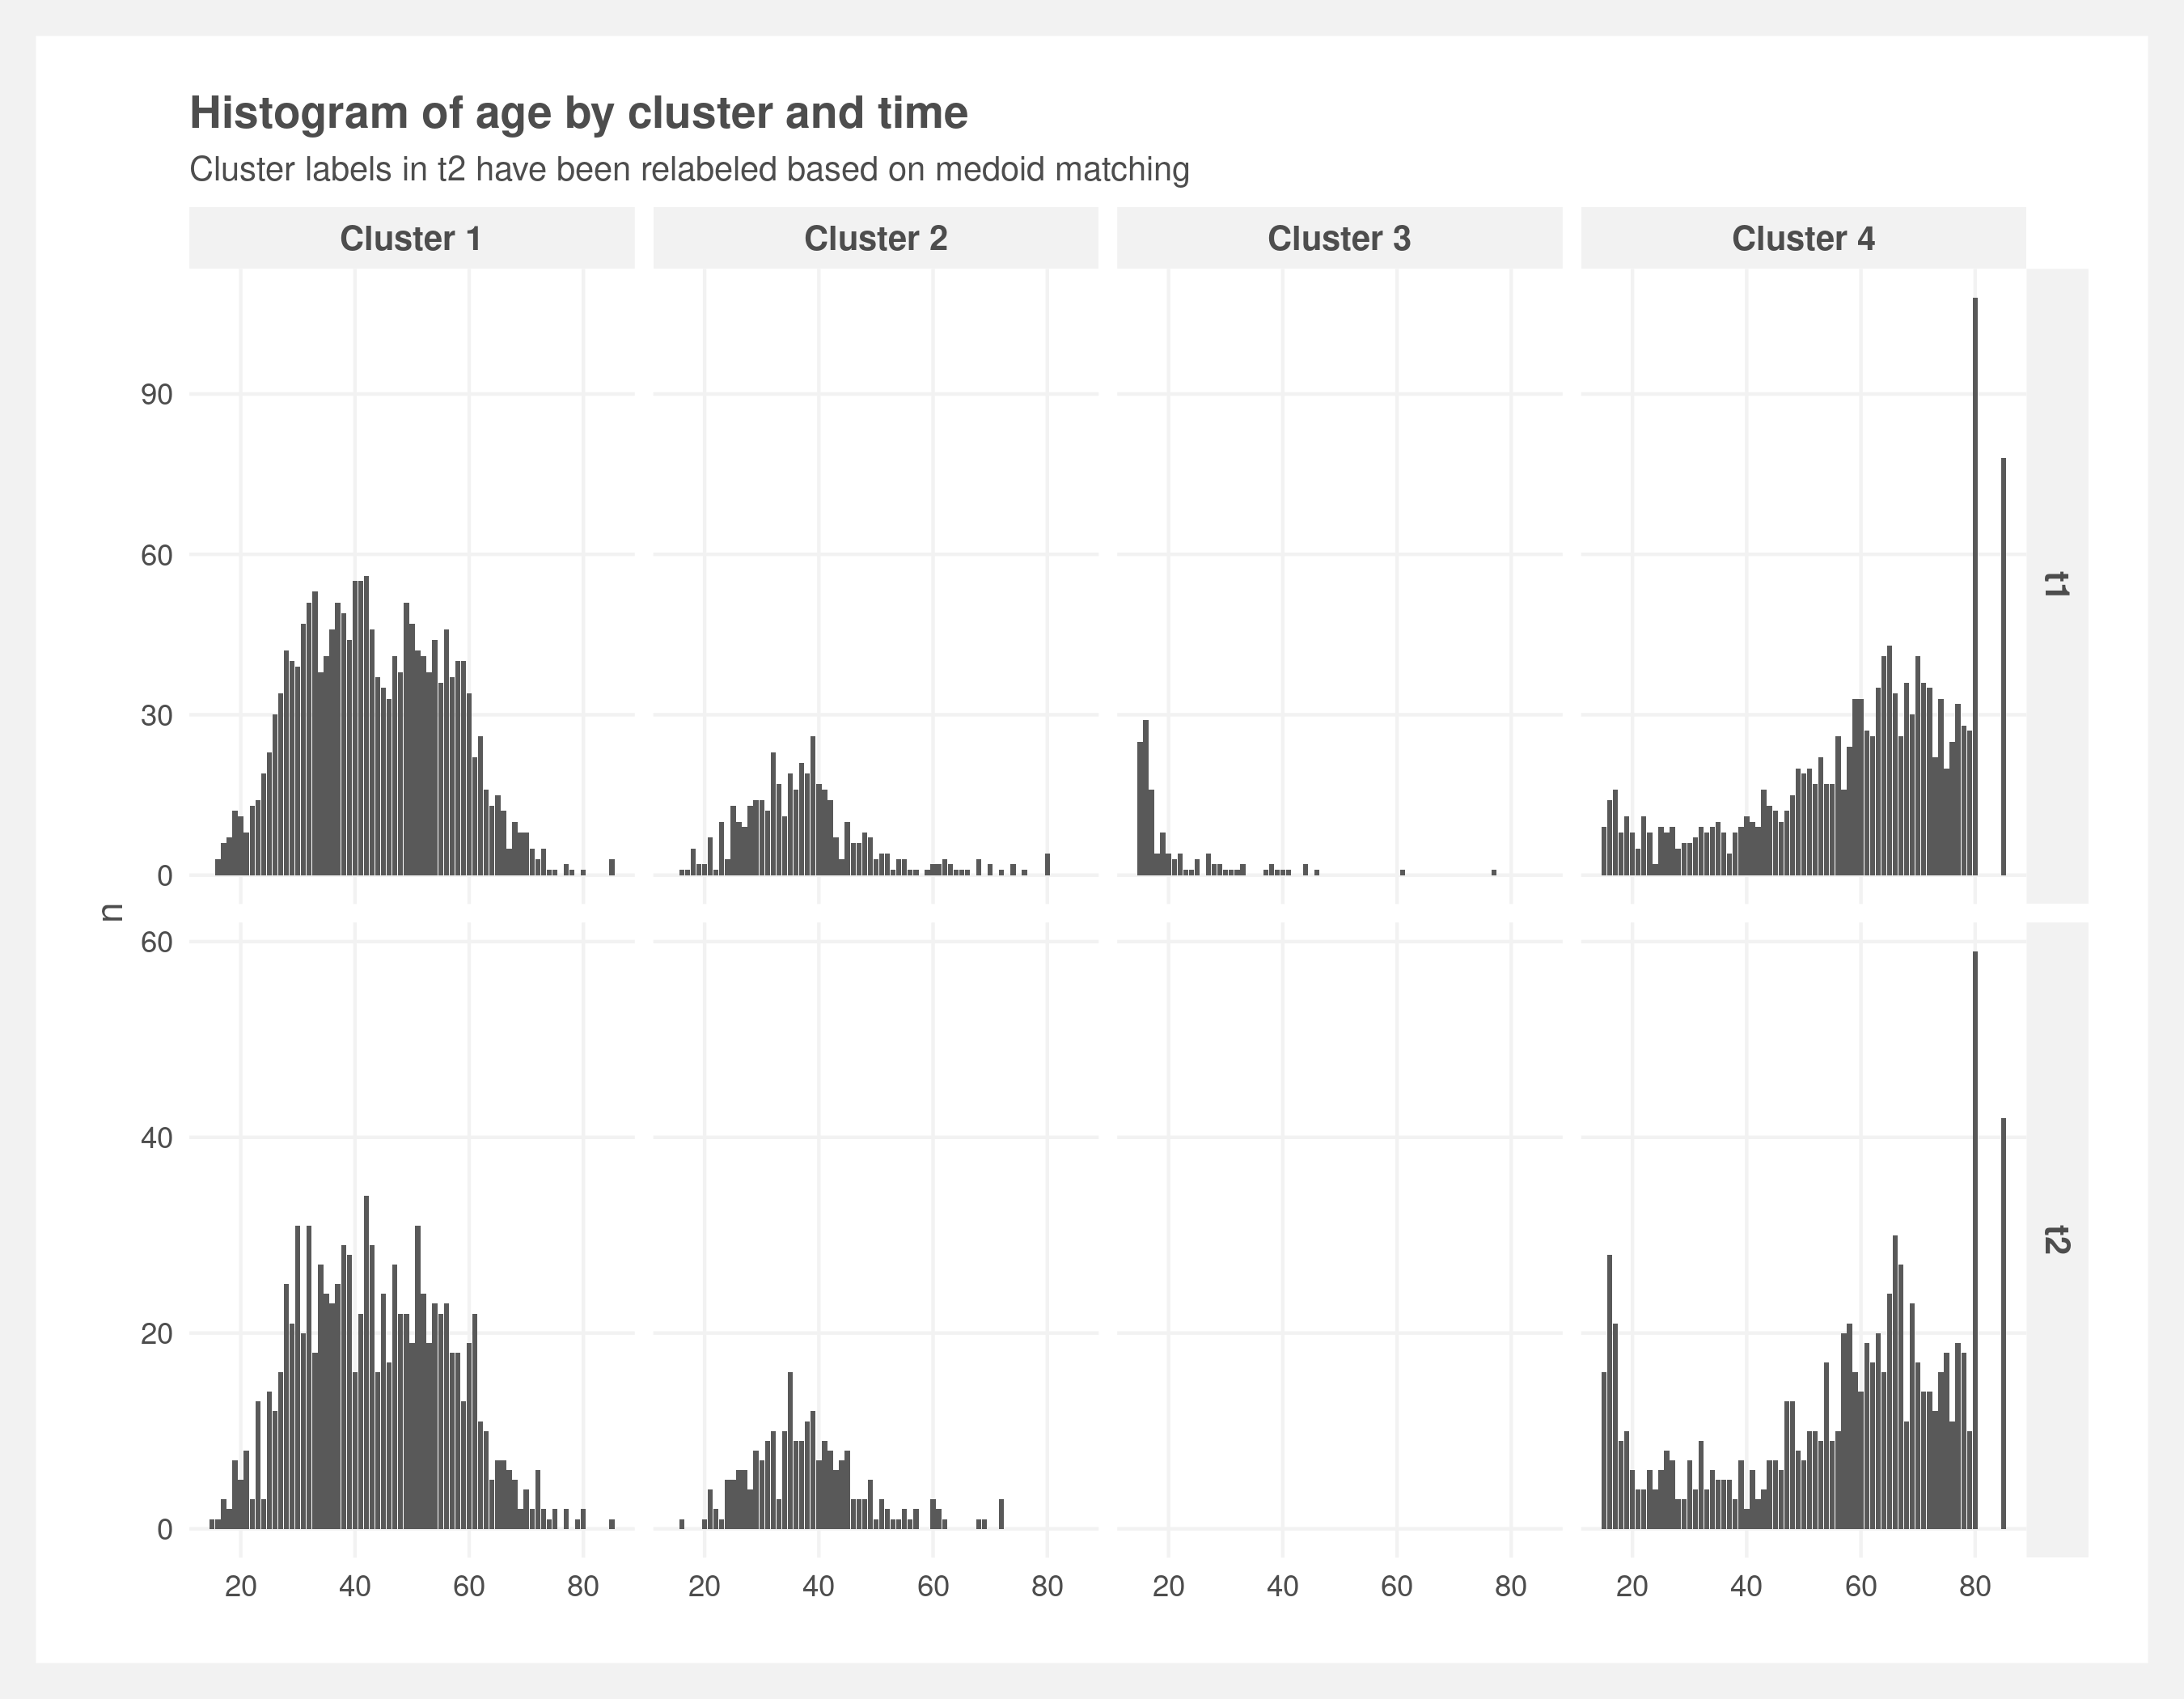 Histogram of age by cluster and time
Cluster labels in t2 have been relabeled based on medoid matching
Cluster 1 Cluster 2 Cluster 3 Cluster 4
90
60
30
0
t1
n
60
40
20
0
t2
20 40 60 80 20 40 60 80 20 40 60 80 20 40 60 80